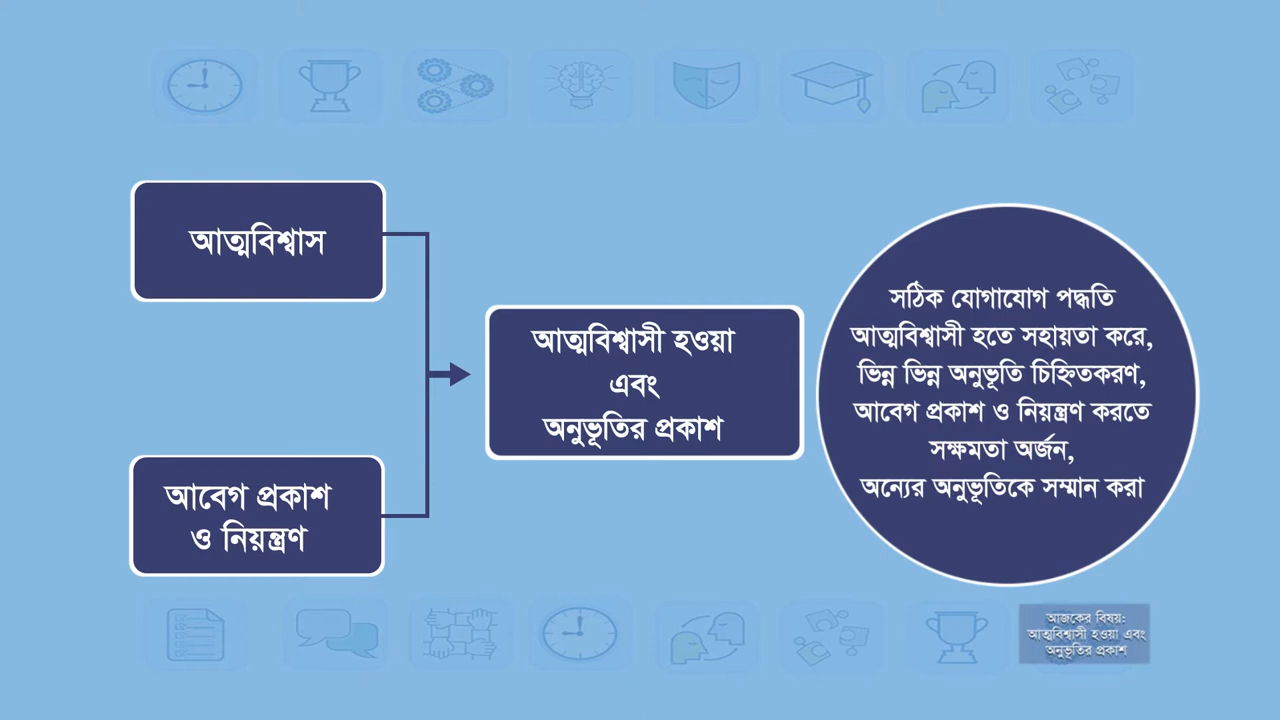 আত্মবিশ্বাস
আবেগ প্রকাশ
ও নিয়ন্ত্রণ
আত্মবিশ্বাসী হওয়া
এবং
অনুভূতির প্রকাশ
সঠিক যোগাযোগ পদ্ধতি
আত্মবিশ্বাসী হতে সহায়তা করে,
ভিন্ন ভিন্ন অনুভূতি চিহ্নিতকরণ,
আবেগ প্রকাশ ও নিয়ন্ত্রণ করতে
সক্ষমতা অর্জন,
অন্যের অনুভূতিকে সম্মান করা
আজকের বিষয়:
আত্মবিশ্বাসী হওয়া এবং
অনুভূতির প্রকাশ